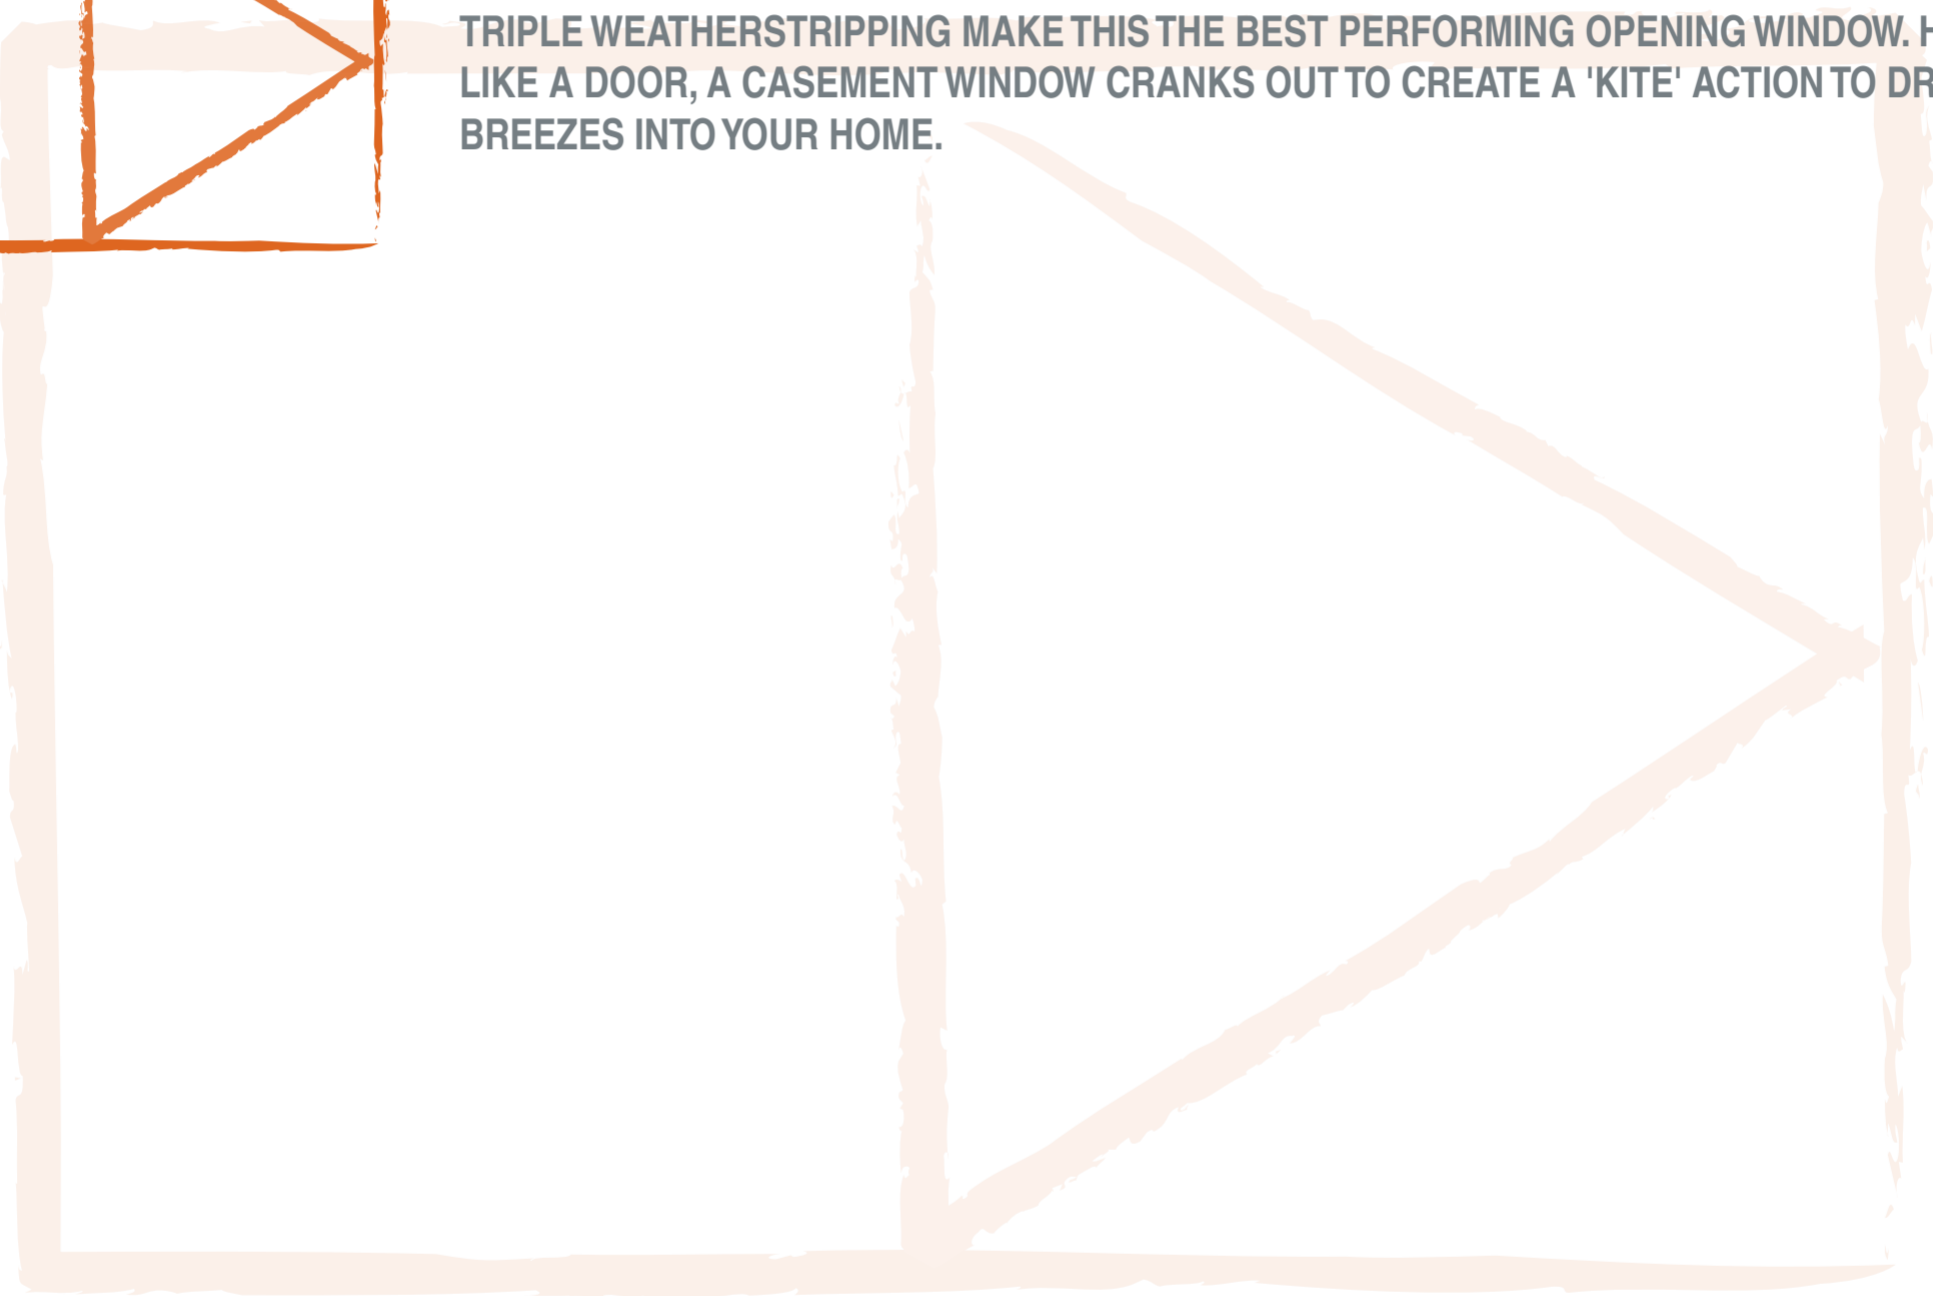 TRIPLE WEATHERSTRIPPING MAKE THIS THE BEST PERFORMING OPENING WINDOW.
LIKE A DOOR, A CASEMENT WINDOW CRANKS OUT TO CREATE A 'KITE' ACTION TO
BREEZES INTO YOUR HOME.